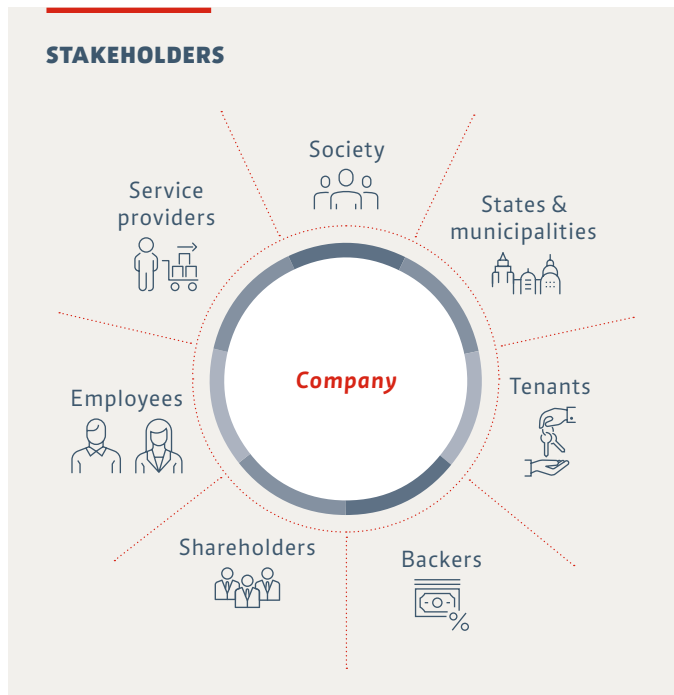 STAKEHOLDERS
Society
Service
providers
States &
municipalities
Company
Employees
Tenants
Shareholders
Backers
%